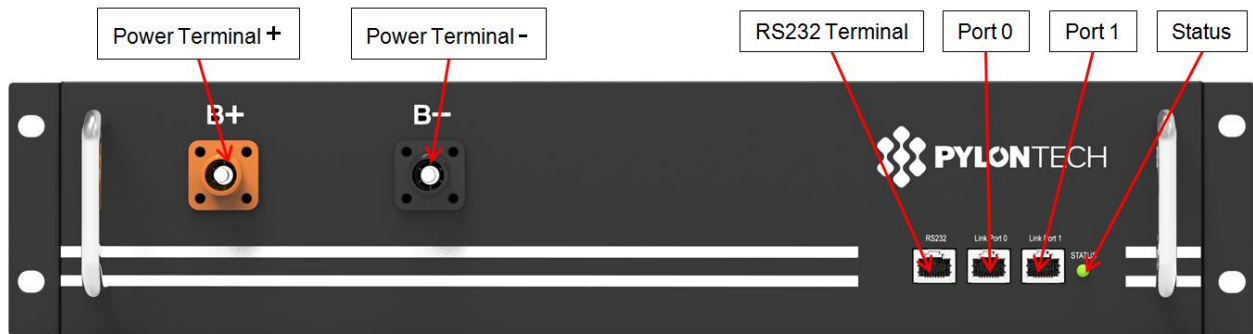 Power Terminal +
Power Terminal -
RS232 Terminal
Port 0
Port 1
Status
B+
B-
PYLONTECH
RS232
Link Port 0
Link Port 1
STATUS